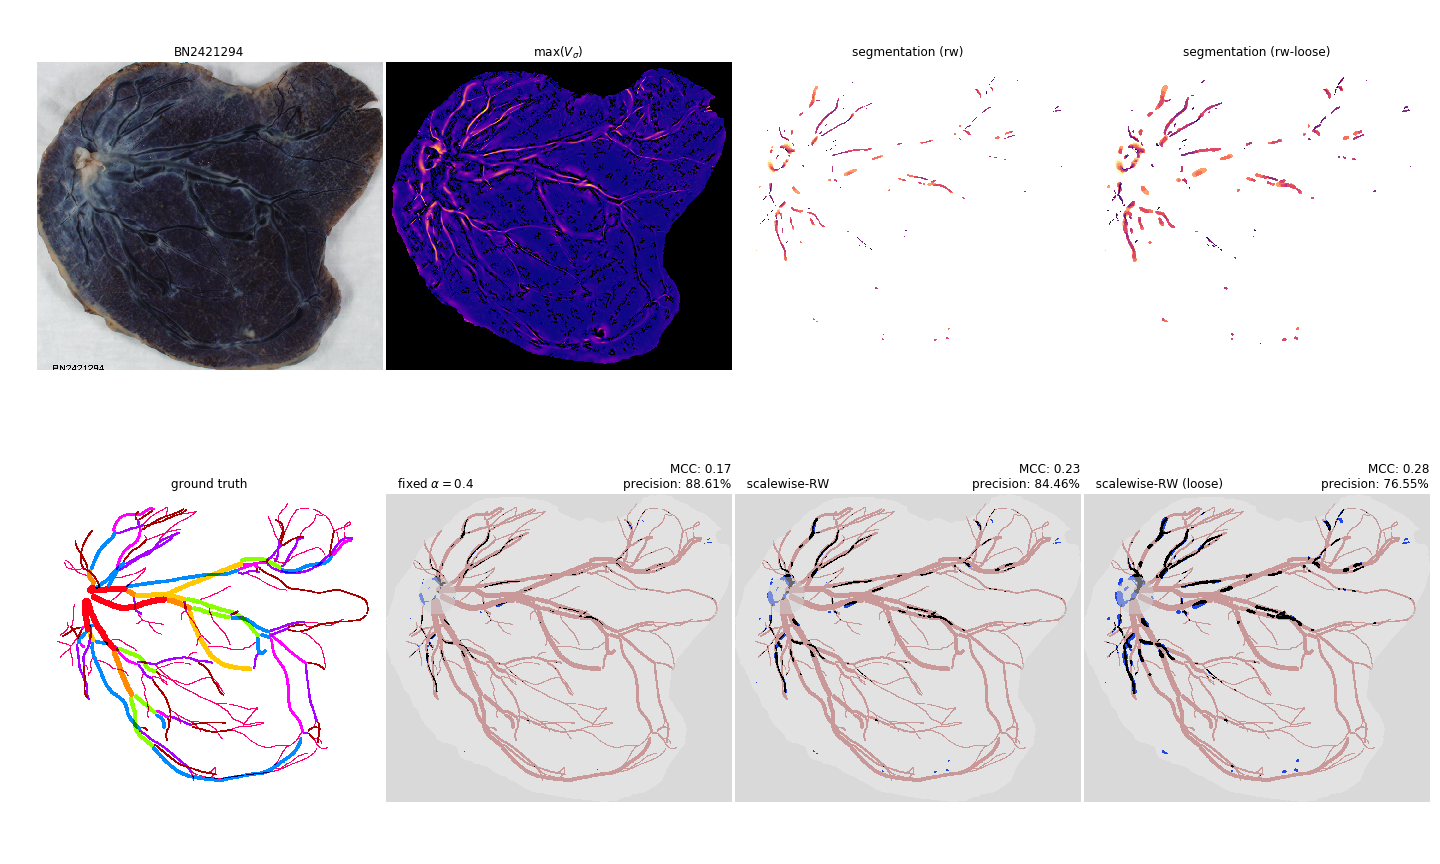 BN2421294
max(Vσ)
segmentation (rw)
segmentation (rw-loose)
BN2421294
ground truth
fixed α = 0.4
MCC: 0.17
precision: 88.61%
scalewise-RW
MCC: 0.23
precision: 84.46%
scalewise-RW (loose)
MCC: 0.28
precision: 76.55%